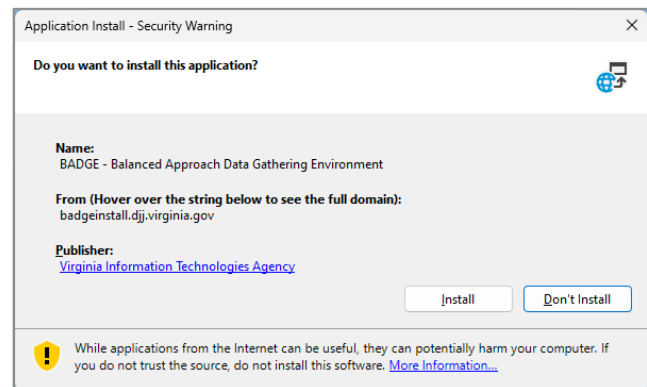 Application Install - Security Warning
Do you want to install this application?
Name:
BADGE - Balanced Approach Data Gathering Environment
From (Hover over the string below to see the full domain):
badgeinstall.djj.virginia.gov
Publisher:
Virginia Information Technologies Agency
Install Don't Install
While applications from the Internet can be useful, they can potentially harm your computer. If
you do not trust the source, do not install this software. More Information...